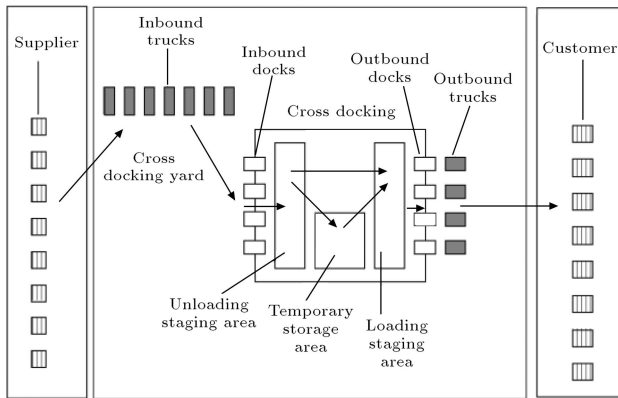 Supplier
Inbound
trucks
Inbound
docks
Outbound
docks
Outbound
trucks
Customer
Cross docking
Cross
docking yard
Unloading
staging area
Temporary
storage
area
Loading
staging
area